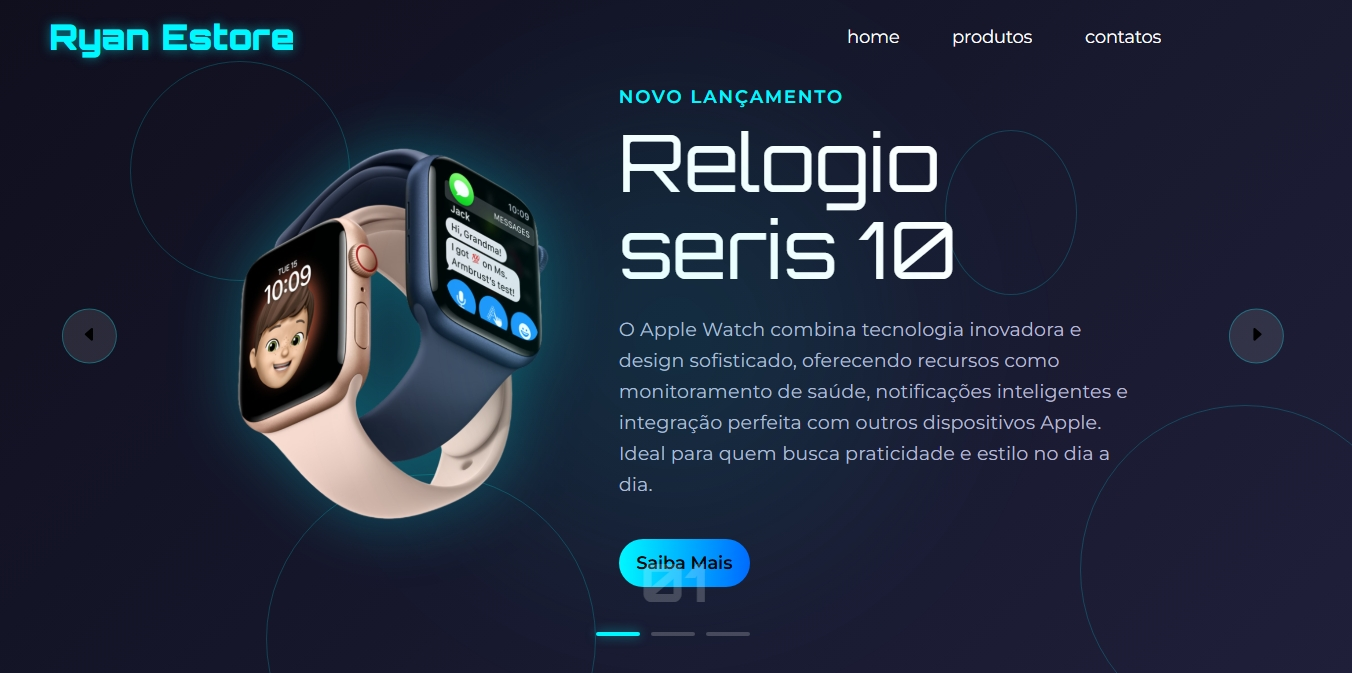 Ryan Estore
home produtos contatos
NOVO LANÇAMENTO
Relogio
seris 10
O Apple Watch combina tecnologia inovadora e
design sofisticado, oferecendo recursos como
monitoramento de saúde, notificações inteligentes e
integração perfeita com outros dispositivos Apple.
Ideal para quem busca praticidade e estilo no dia a
dia.
Saiba Mais
01
TUE 15
10:09
10:09
Jack
MESSAGES
Hi, Grandma!
I got 💯 on Ms.
Armbrust's test!